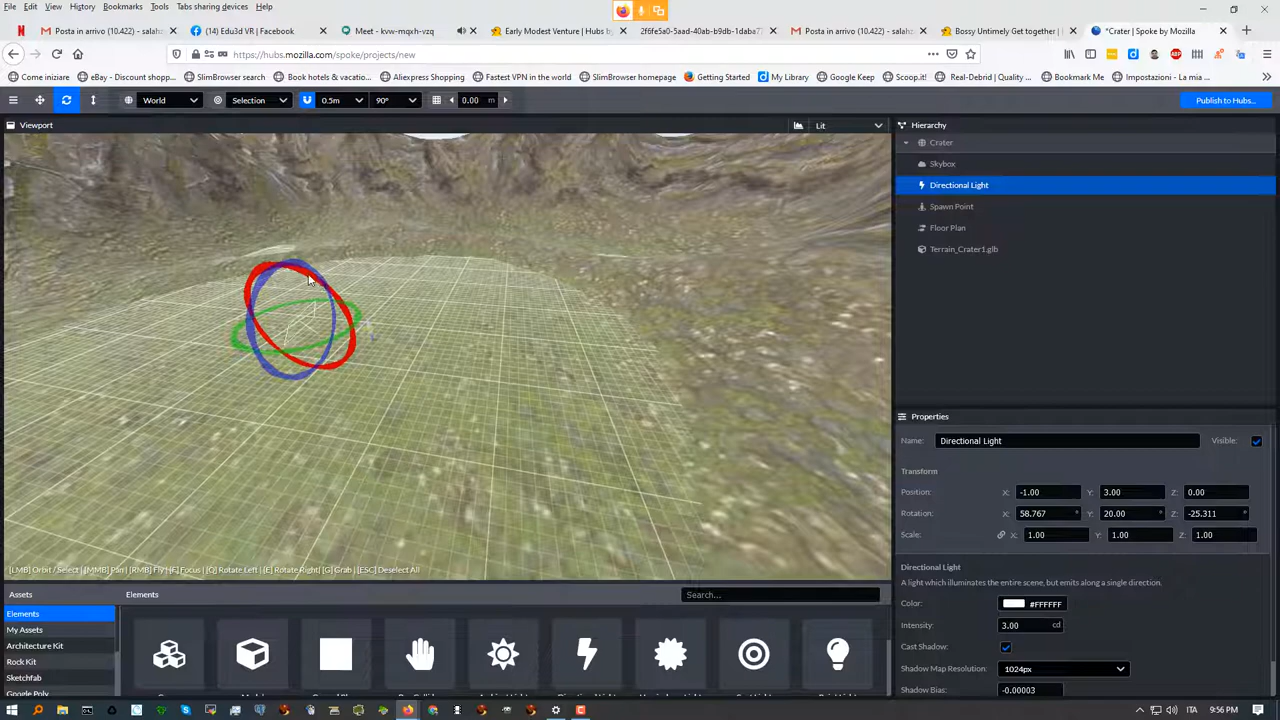 File Edit View History Bookmarks Tools Tabs sharing devices Help
Posta in arrivo (10.422) - salah
(14) Edu3d VR | Facebook
Meet - kvw-mqxh-vzq
Early Modest Venture | Hubs b
2f6fe5a0-5aad-40ab-b9db-1daba7
Posta in arrivo (10.422) - salah
Bossy Untimely Get together |
*Crater | Spoke by Mozilla
https://hubs.mozilla.com/spoke/projects/new
Come iniziare eBay - Discount shopp... SlimBrowser search Book hotels & vacatio... Aliexpress Shopping Fastest VPN in the world SlimBrowser homepage Getting Started My Library Google Keep Scoop.it! Real-Debrid | Quality ... Bookmark Me Impostazioni - La mia ...
World Selection 0.5m 90° 0.00 m Publish to Hubs...
Viewport Lit Hierarchy
Crater
Skybox
Directional Light
Spawn Point
Floor Plan
Terrain_Crater1.glb
Properties
Name: Directional Light Visible:
Transform
Position: X: -1.00 Y: 3.00 Z: 0.00
Rotation: X: 58.767 ° Y: 20.00 ° Z: -25.311 °
Scale: X: 1.00 Y: 1.00 Z: 1.00
Directional Light
A light which illuminates the entire scene, but emits along a single direction.
Color: #FFFFFF
Intensity: 3.00 cd
Cast Shadow:
Shadow Map Resolution: 1024px
Shadow Bias: -0.00003
[LMB] Orbit / Select | [MMB] Pan | [RMB] Fly | [F] Focus | [Q] Rotate Left | [E] Rotate Right | [G] Grab | [ESC] Deselect All
Assets Elements Search...
Elements
My Assets
Architecture Kit
Rock Kit
Sketchfab
Google Poly
ITA 9:56 PM